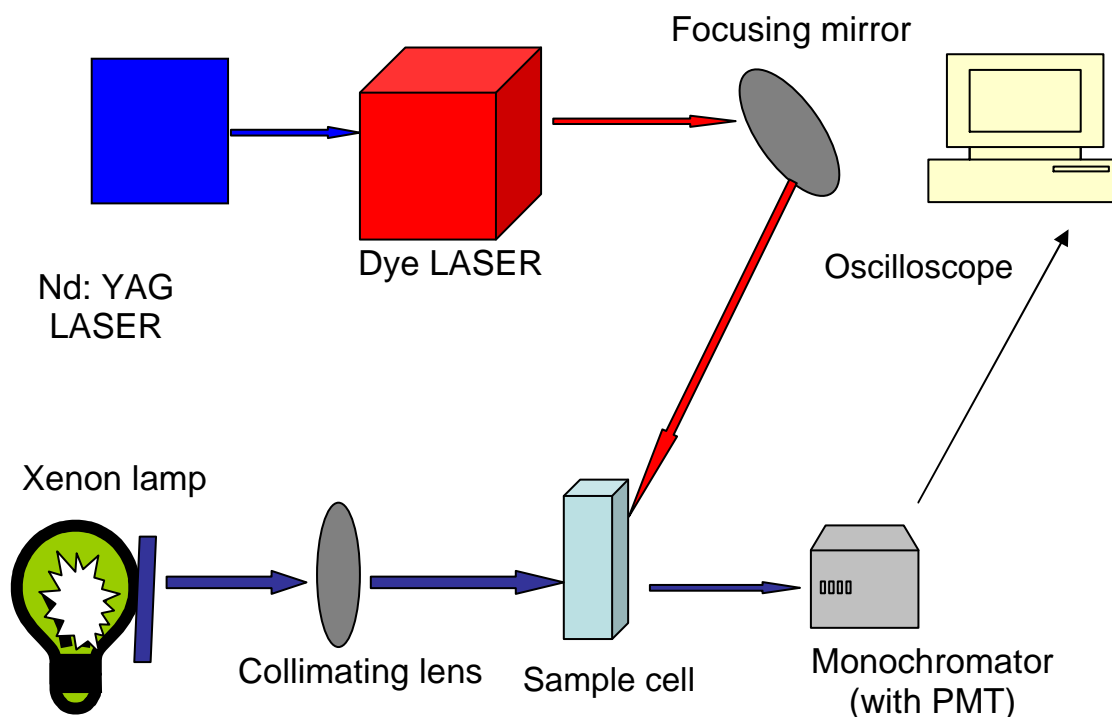 Focusing mirror
Dye LASER
Nd: YAG
LASER
Oscilloscope
Xenon lamp
Collimating lens
Sample cell
Monochromator
(with PMT)